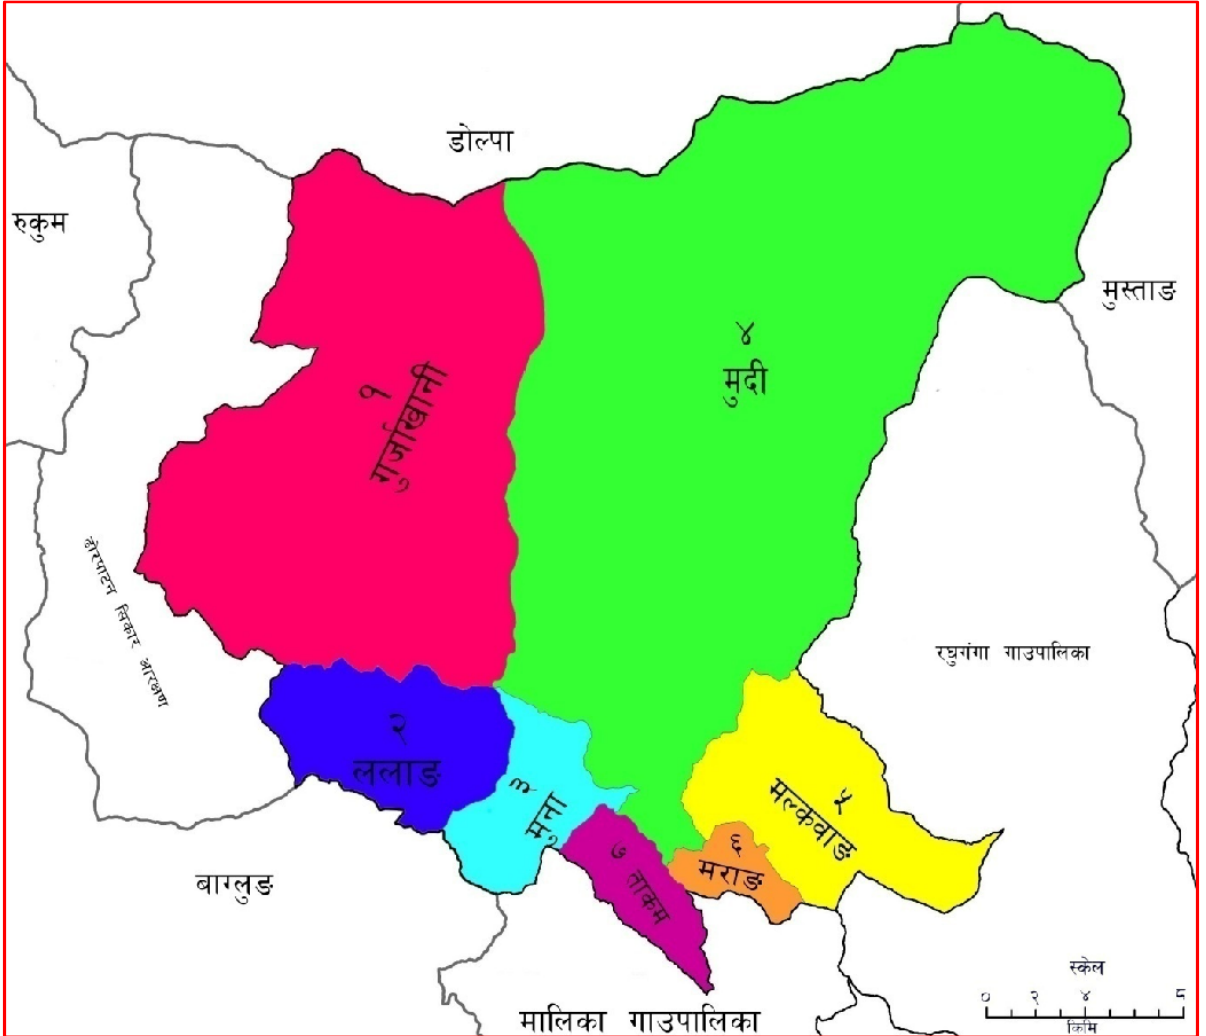 डोल्पा
रुकुम
मुस्ताङ
४
मुदी
१
गुर्जाखानी
ढोरपाटन सिकार आरक्षण
रघुगंगा गाउपालिका
२
ललाङ
३
मुना
५
मल्कवाङ
६
मराङ
७ ताकम
बाग्लुङ
स्केल
० २ ४ ८
किमि
मालिका गाउपालिका